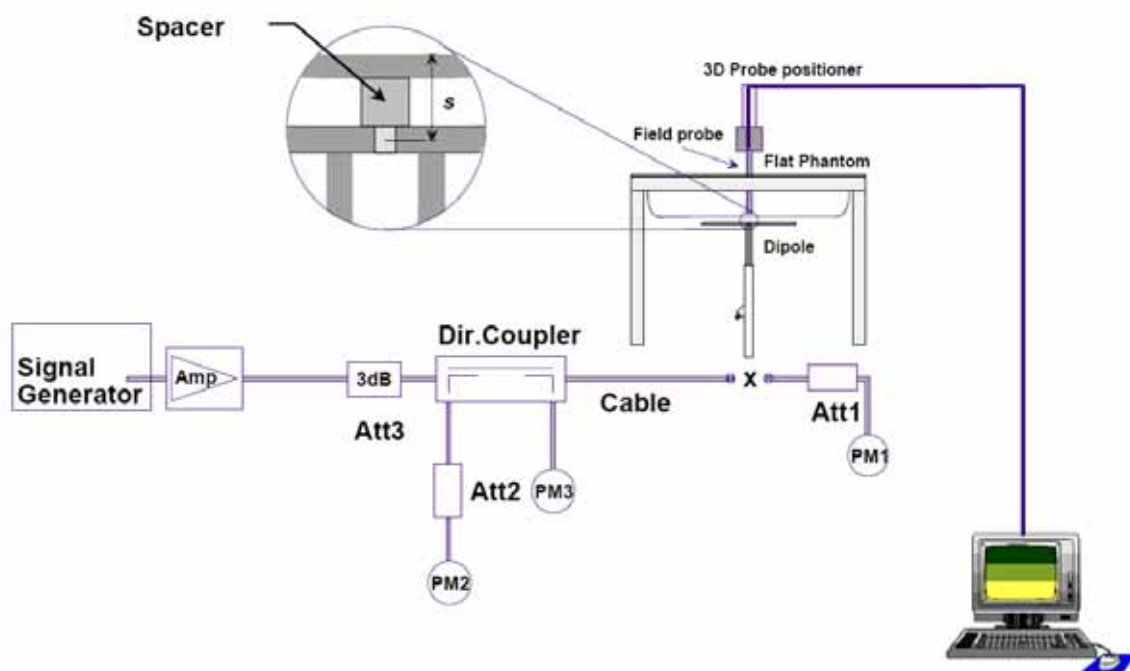 Spacer
s
3D Probe positioner
Field probe
Flat Phantom
Dipole
Signal
Generator
Amp
3dB
Att3
Dir.Coupler
Att2
PM2
PM3
Cable
x
Att1
PM1